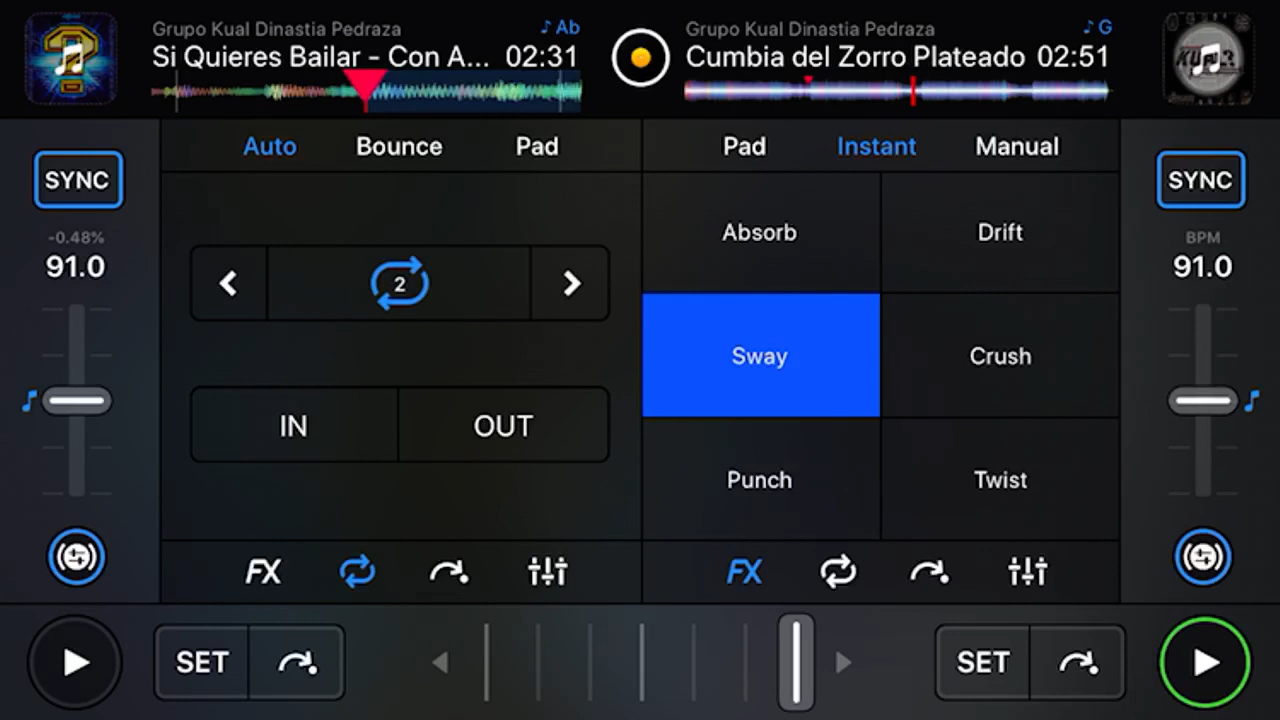 Grupo Kual Dinastia Pedraza
♪ Ab
Si Quieres Bailar – Con A... 02:31
Grupo Kual Dinastia Pedraza
♪ G
Cumbia del Zorro Plateado 02:51
?
Auto Bounce Pad
Pad Instant Manual
SYNC
-0.48%
91.0
2
IN OUT
Absorb Drift
Sway Crush
Punch Twist
SYNC
BPM
91.0
FX
FX
SET
SET